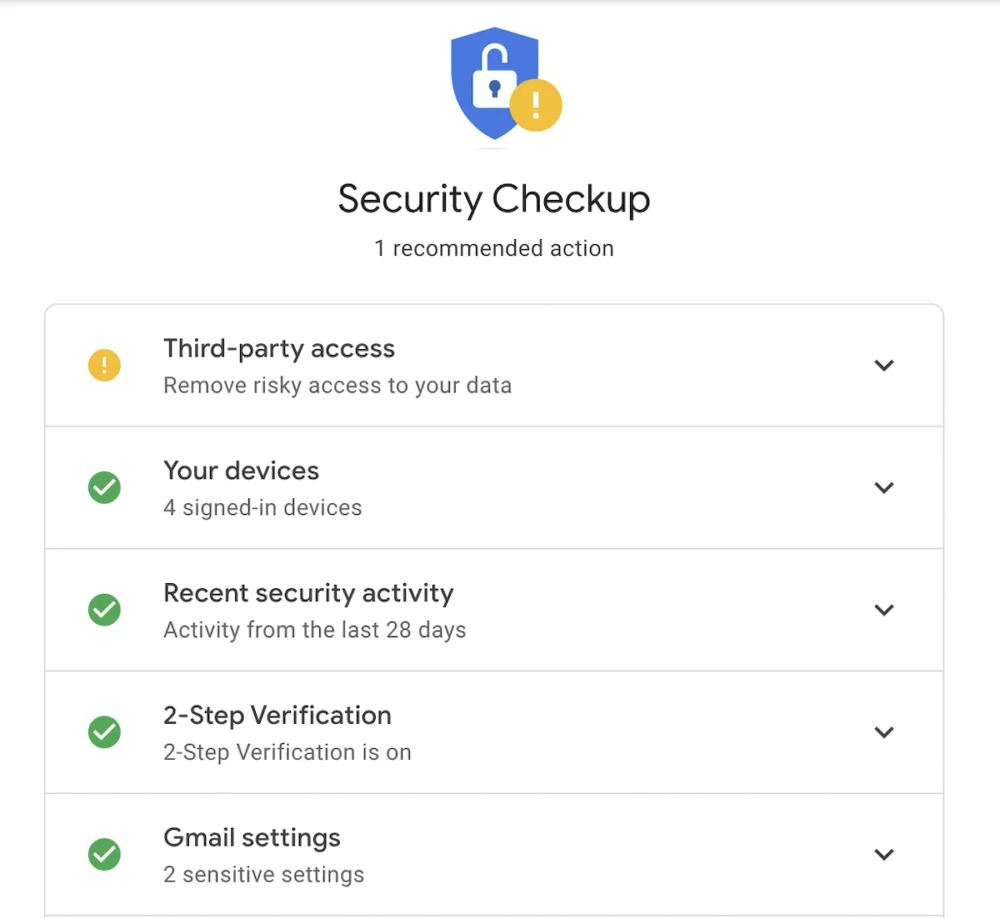 Security Checkup
1 recommended action
Third-party access
Remove risky access to your data
Your devices
4 signed-in devices
Recent security activity
Activity from the last 28 days
2-Step Verification
2-Step Verification is on
Gmail settings
2 sensitive settings